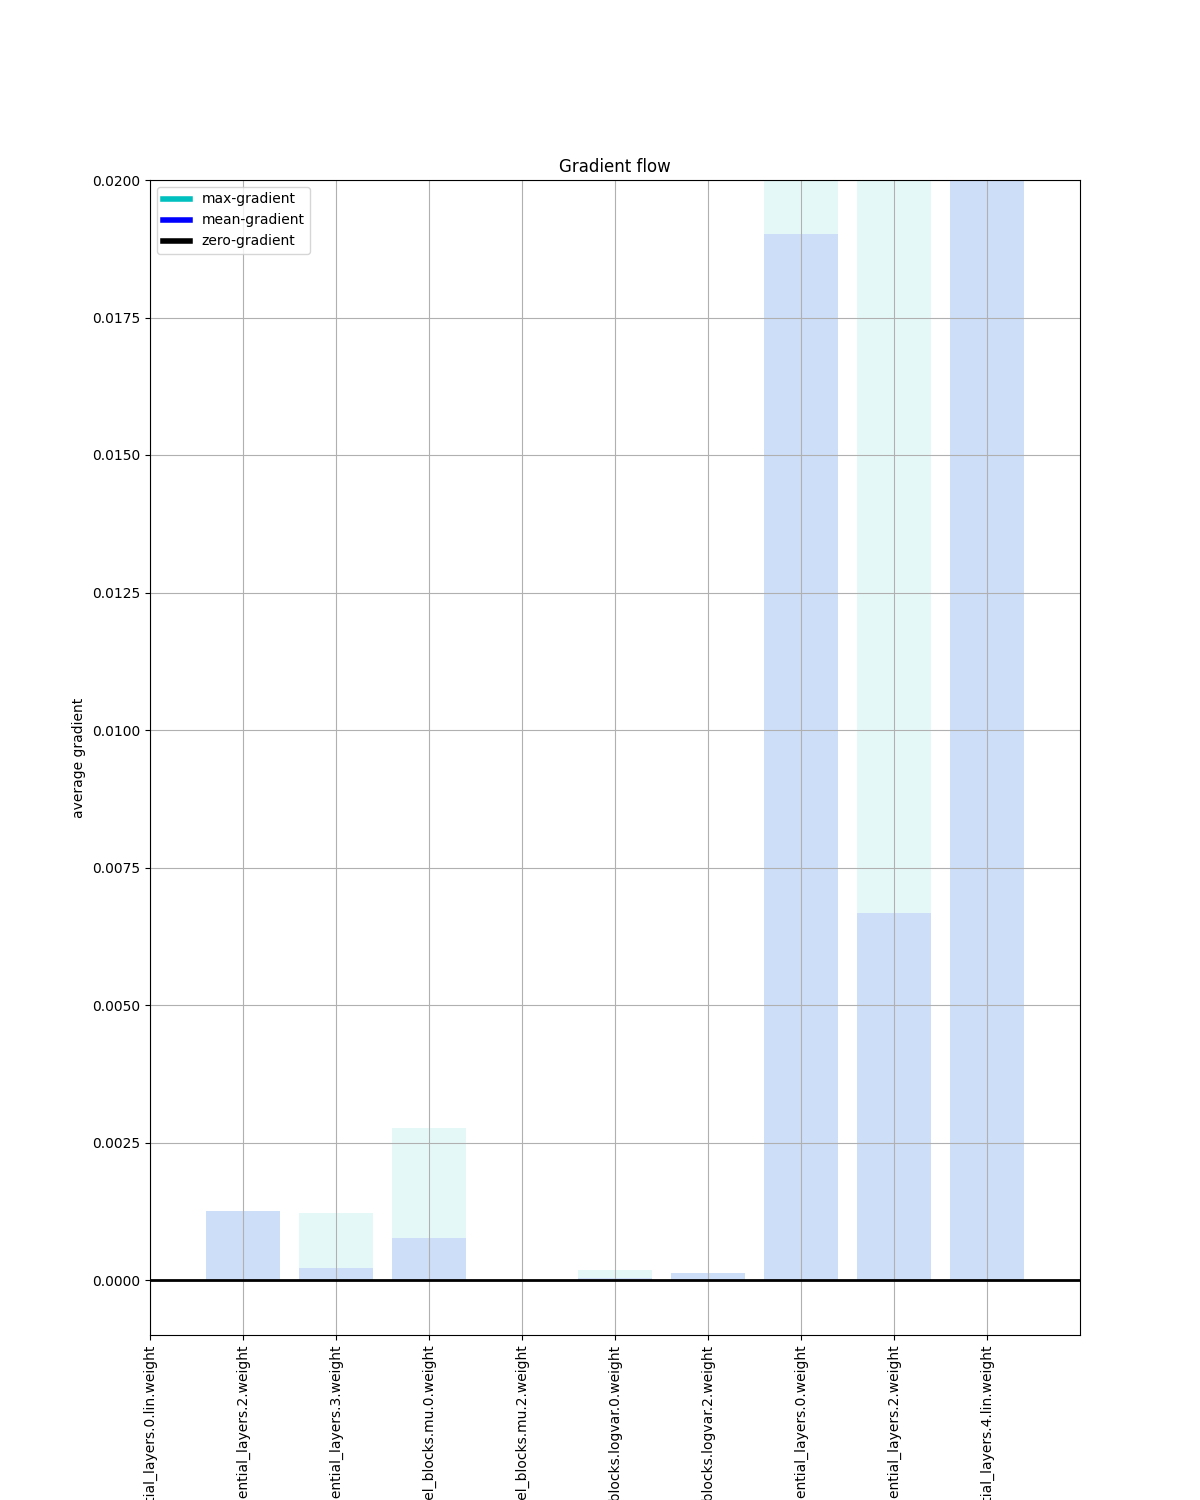 Gradient flow
max-gradient
mean-gradient
zero-gradient
0.0200
0.0175
0.0150
0.0125
0.0100
0.0075
0.0050
0.0025
0.0000
average gradient
tial_layers.0.lin.weight
ential_layers.2.weight
ential_layers.3.weight
el_blocks.mu.0.weight
el_blocks.mu.2.weight
blocks.logvar.0.weight
blocks.logvar.2.weight
ential_layers.0.weight
ential_layers.2.weight
tial_layers.4.lin.weight